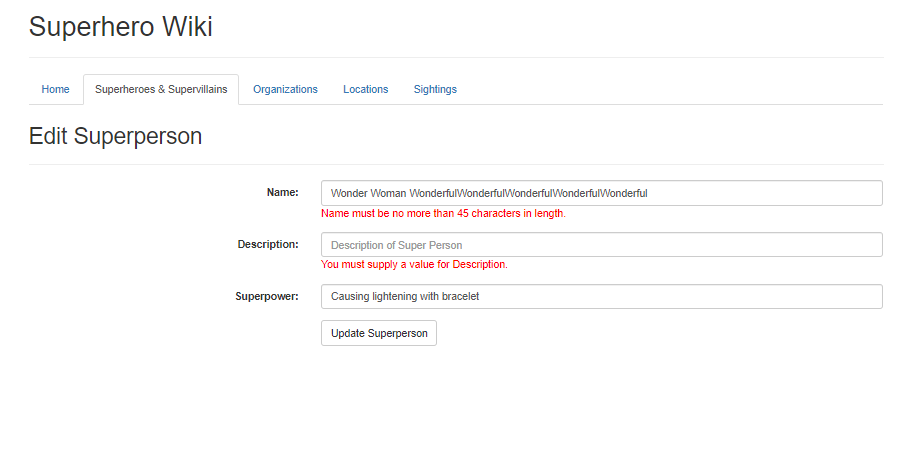 Superhero Wiki
Home Superheroes & Supervillains Organizations Locations Sightings
Edit Superperson
Name: Wonder Woman WonderfulWonderfulWonderfulWonderfulWonderful
Name must be no more than 45 characters in length.
Description: Description of Super Person
You must supply a value for Description.
Superpower: Causing lightening with bracelet
Update Superperson